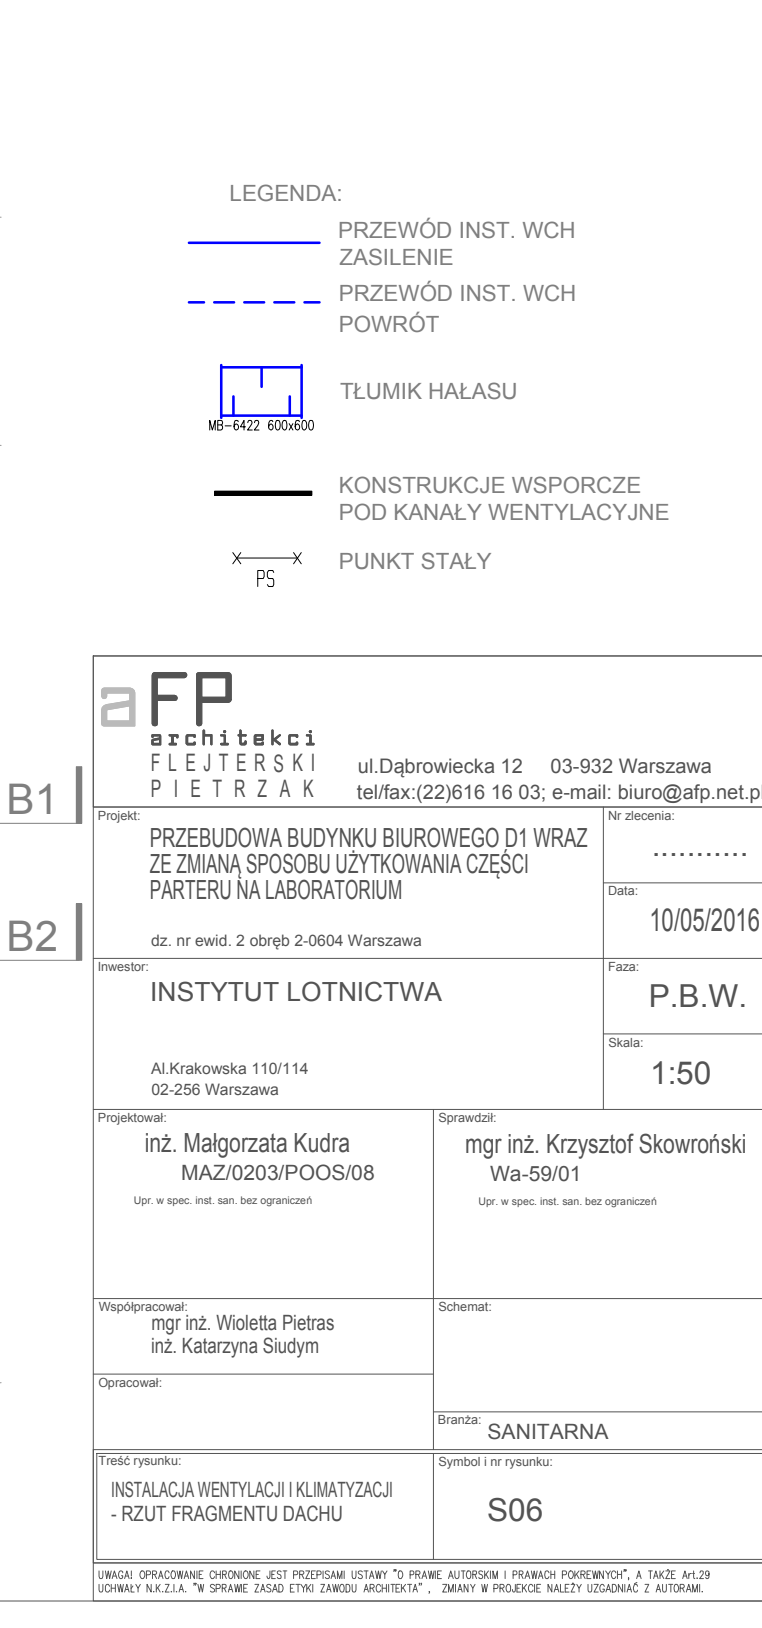 LEGENDA:
PRZEWÓD INST. WCH
ZASILENIE
PRZEWÓD INST. WCH
POWRÓT
TŁUMIK HAŁASU
MB-6422 600x600
KONSTRUKCJE WSPORCZE
POD KANAŁY WENTYLACYJNE
PUNKT STAŁY
PS
aFP
architekci
FLEJTERSKI
PIETRZAK
ul.Dąbrowiecka 12 03-932 Warszawa
tel/fax:(22)616 16 03; e-mail: biuro@afp.net.pl
B1
B2
Projekt:
PRZEBUDOWA BUDYNKU BIUROWEGO D1 WRAZ
ZE ZMIANĄ SPOSOBU UŻYTKOWANIA CZĘŚCI
PARTERU NA LABORATORIUM
dz. nr ewid. 2 obręb 2-0604 Warszawa
Nr zlecenia:
...........
Data:
10/05/2016
Inwestor:
INSTYTUT LOTNICTWA
Al.Krakowska 110/114
02-256 Warszawa
Faza:
P.B.W.
Skala:
1:50
Projektował:
inż. Małgorzata Kudra
MAZ/0203/POOS/08
Upr. w spec. inst. san. bez ograniczeń
Sprawdził:
mgr inż. Krzysztof Skowroński
Wa-59/01
Upr. w spec. inst. san. bez ograniczeń
Współpracował:
mgr inż. Wioletta Pietras
inż. Katarzyna Siudym
Schemat:
Opracował:
Branża: SANITARNA
Treść rysunku:
INSTALACJA WENTYLACJI I KLIMATYZACJI
- RZUT FRAGMENTU DACHU
Symbol i nr rysunku:
S06
UWAGA! OPRACOWANIE CHRONIONE JEST PRZEPISAMI USTAWY "O PRAWIE AUTORSKIM I PRAWACH POKREWNYCH", A TAKŻE Art.29
UCHWAŁY N.K.Z.I.A. "W SPRAWIE ZASAD ETYKI ZAWODU ARCHITEKTA" , ZMIANY W PROJEKCIE NALEŻY UZGADNIAĆ Z AUTORAMI.